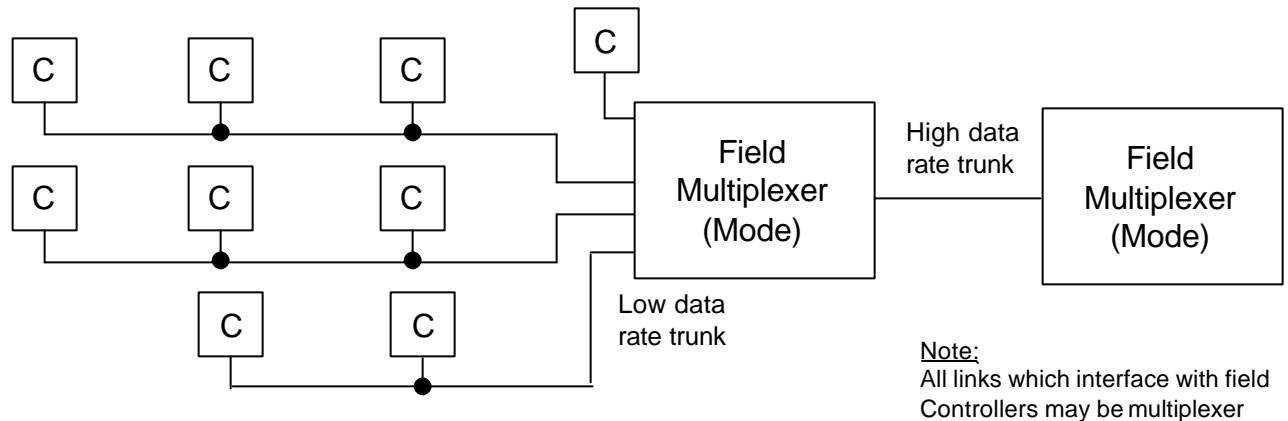 C
C
C
C
C
C
C
C
C
Field
Multiplexer
(Mode)
High data
rate trunk
Field
Multiplexer
(Mode)
Low data
rate trunk
Note:
All links which interface with field
Controllers may be multiplexer